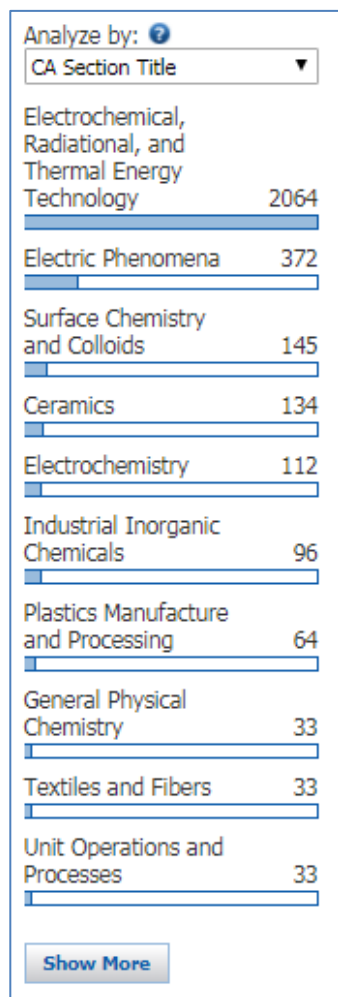 Analyze by: ?
CA Section Title ▼
Electrochemical,
Radiational, and
Thermal Energy
Technology 2064
Electric Phenomena 372
Surface Chemistry
and Colloids 145
Ceramics 134
Electrochemistry 112
Industrial Inorganic
Chemicals 96
Plastics Manufacture
and Processing 64
General Physical
Chemistry 33
Textiles and Fibers 33
Unit Operations and
Processes 33
Show More